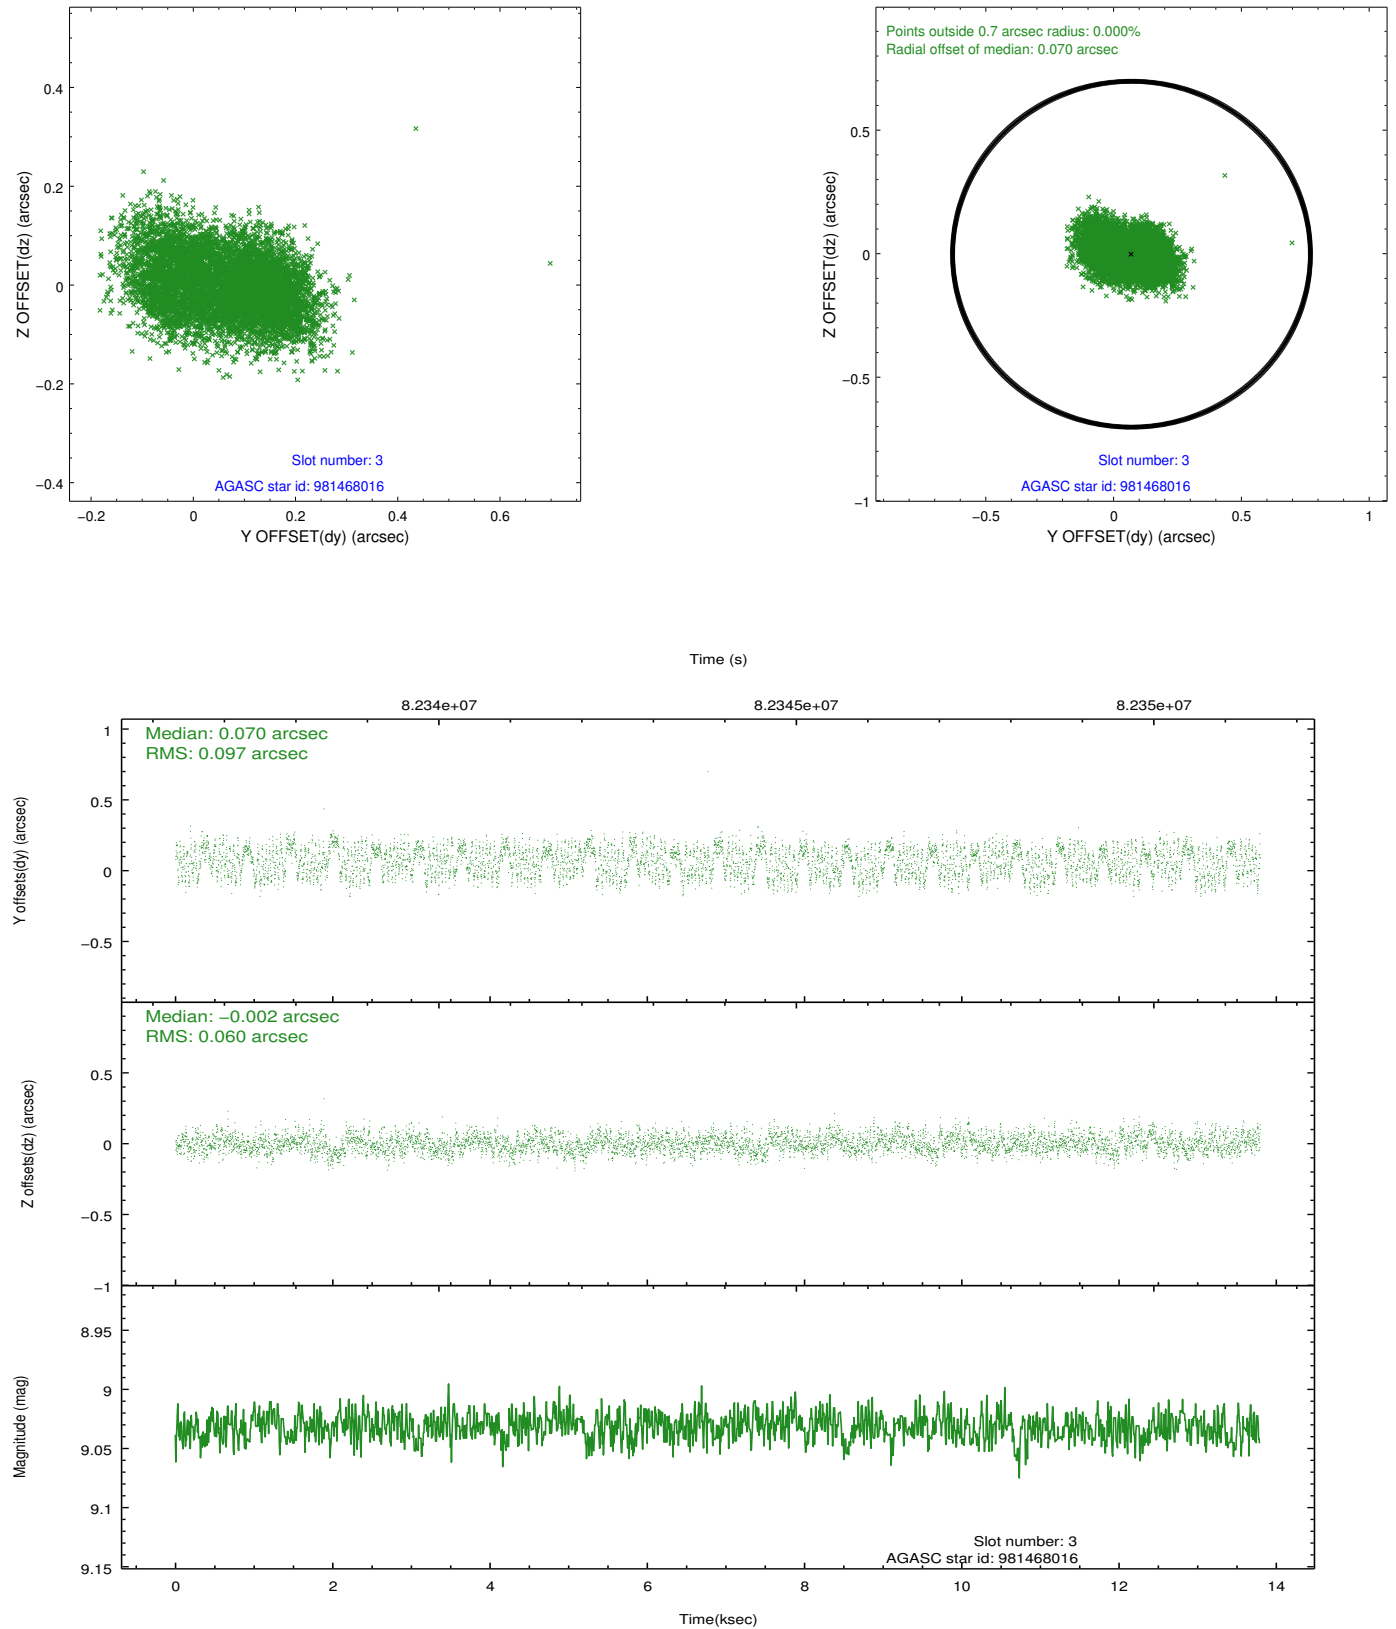 0.4
0.2
0
−0.2
−0.4
Z OFFSET(dz) (arcsec)
Slot number: 3
AGASC star id: 981468016
−0.2 0 0.2 0.4 0.6
Y OFFSET(dy) (arcsec)
Points outside 0.7 arcsec radius: 0.000%
Radial offset of median: 0.070 arcsec
0.5
0
−0.5
−1
Z OFFSET(dz) (arcsec)
Slot number: 3
AGASC star id: 981468016
−0.5 0 0.5 1
Y OFFSET(dy) (arcsec)
Time (s)
8.234e+07 8.2345e+07 8.235e+07
Median: 0.070 arcsec
RMS: 0.097 arcsec
1
0.5
0
−0.5
Y offsets(dy) (arcsec)
Median: −0.002 arcsec
RMS: 0.060 arcsec
0.5
0
−0.5
−1
Z offsets(dz) (arcsec)
8.95
9
9.05
9.1
9.15
Magnitude (mag)
Slot number: 3
AGASC star id: 981468016
0 2 4 6 8 10 12 14
Time(ksec)